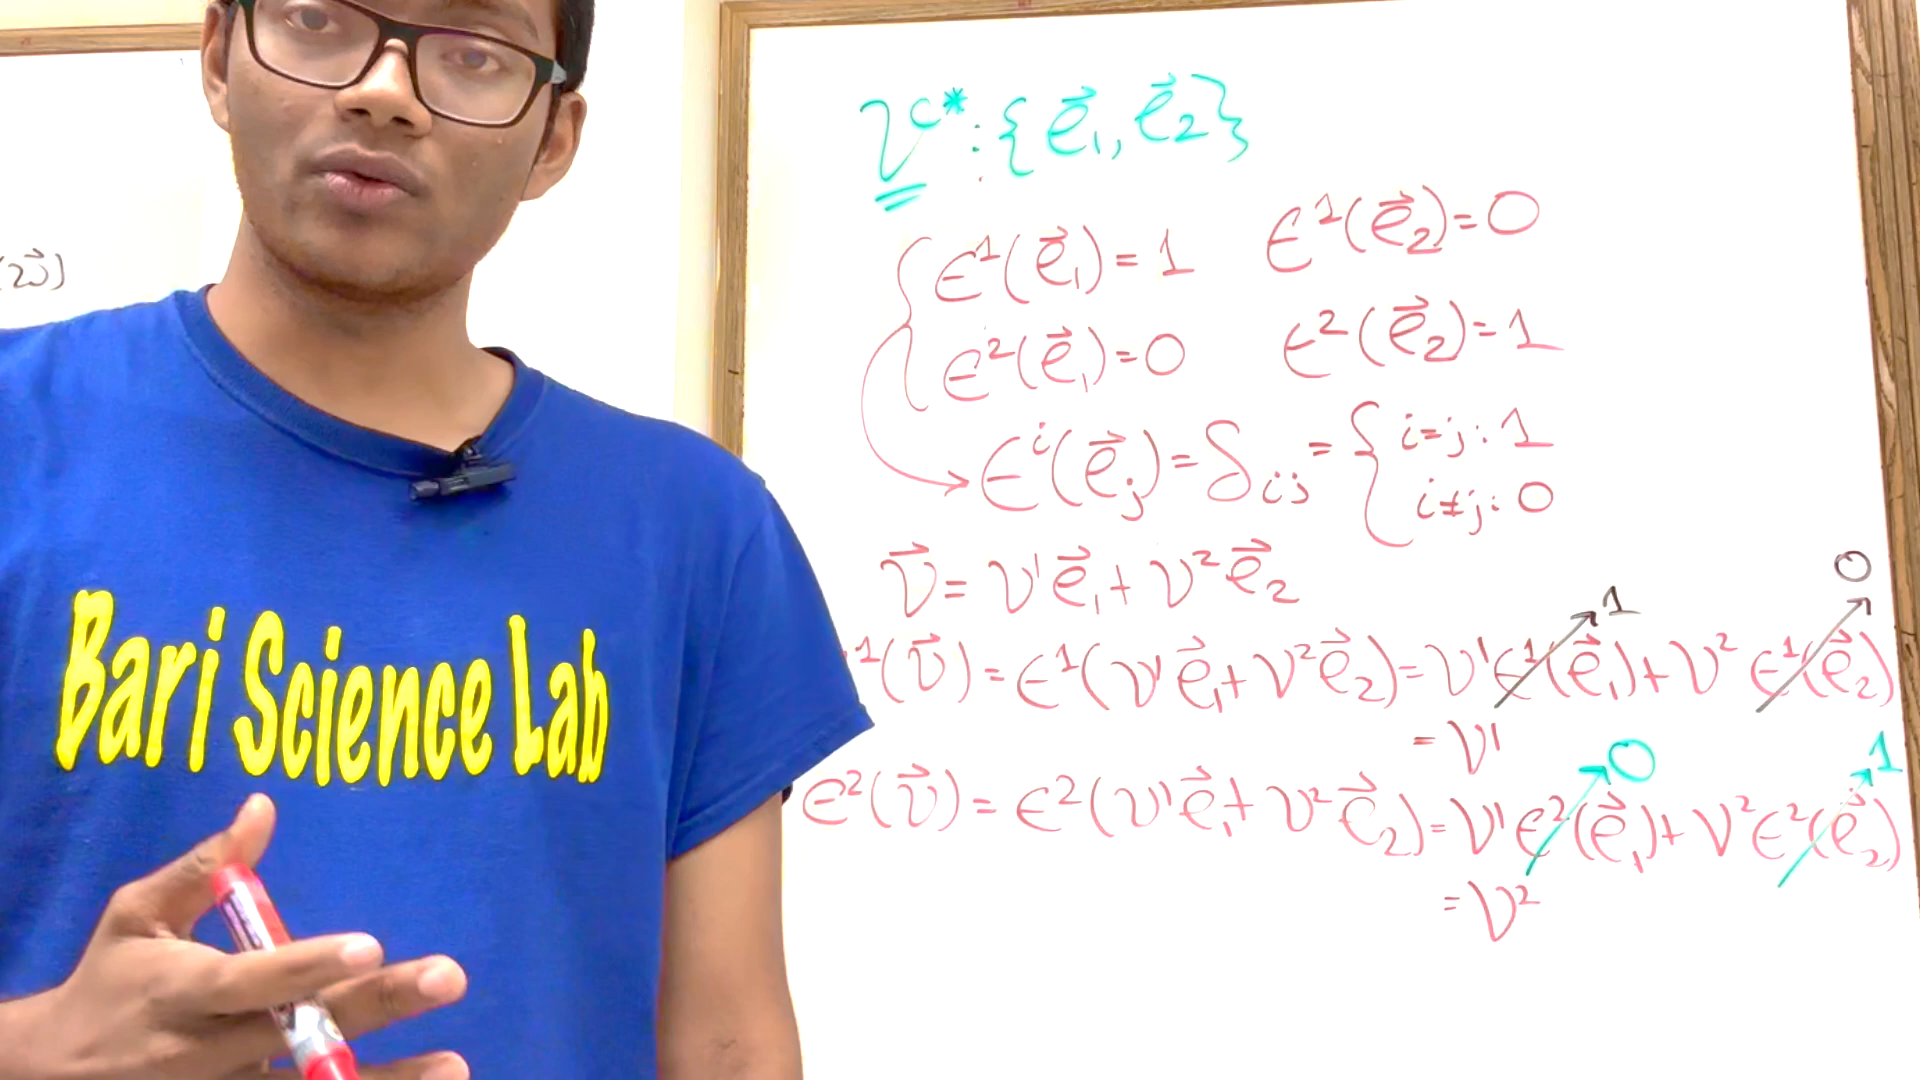 (w⃗)
V^c* : {e⃗₁, e⃗₂}
ϵ¹(e⃗₁) = 1 ϵ¹(e⃗₂) = 0
ϵ²(e⃗₁) = 0 ϵ²(e⃗₂) = 1
ϵⁱ(e⃗ⱼ) = δᵢⱼ = { i=j: 1
i≠j: 0
v⃗ = v¹e⃗₁ + v²e⃗₂
¹(v⃗) = ϵ¹(v¹e⃗₁ + v²e⃗₂) = v¹ϵ¹(e⃗₁) 1 + v² ϵ¹(e⃗₂) 0
= v¹
ϵ²(v⃗) = ϵ²(v¹e⃗₁ + v²e⃗₂) = v¹ϵ²(e⃗₁) 0 + v²ϵ²(e⃗₂) 1
= v²
Bari Science Lab